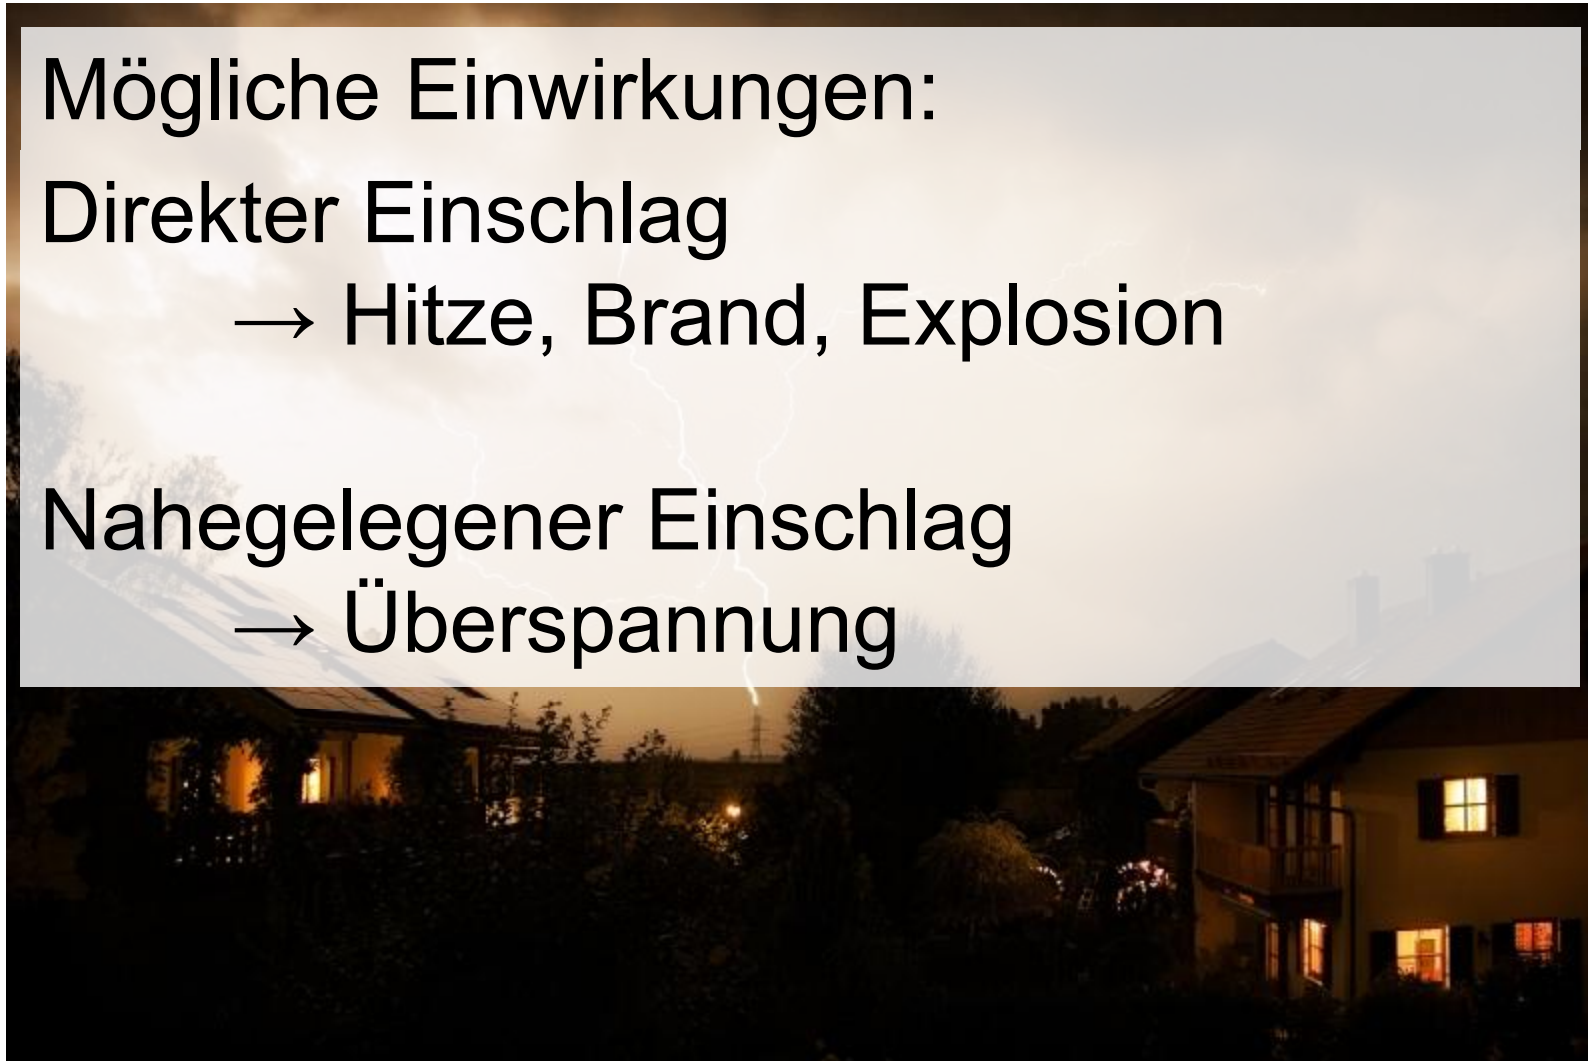 Mögliche Einwirkungen:
Direkter Einschlag
→ Hitze, Brand, Explosion
Nahegelegener Einschlag
→ Überspannung